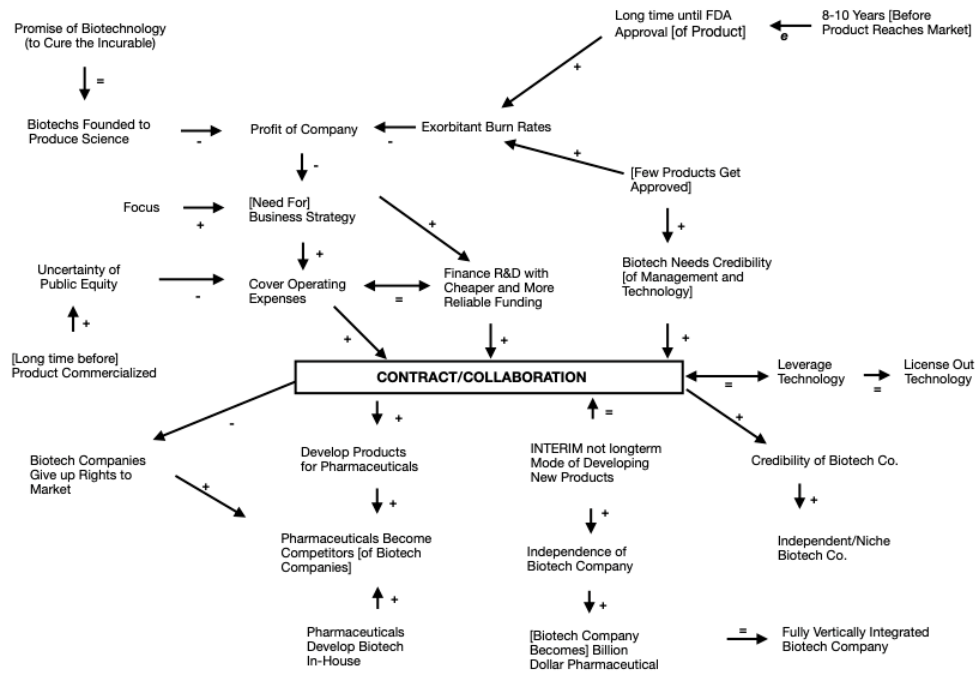 Promise of Biotechnology
(to Cure the Incurable)
Long time until FDA
Approval [of Product]
e
8-10 Years [Before
Product Reaches Market]
=
+
Biotechs Founded to
Produce Science
-
Profit of Company
-
Exorbitant Burn Rates
+
-
[Few Products Get
Approved]
Focus
+
[Need For]
Business Strategy
+
+
+
Uncertainty of
Public Equity
-
Cover Operating
Expenses
=
Finance R&D with
Cheaper and More
Reliable Funding
Biotech Needs Credibility
[of Management and
Technology]
+
+
+
+
[Long time before]
Product Commercialized
CONTRACT/COLLABORATION
=
Leverage
Technology
=
License Out
Technology
-
+
=
+
Biotech Companies
Give up Rights to
Market
Develop Products
for Pharmaceuticals
INTERIM not longterm
Mode of Developing
New Products
Credibility of Biotech Co.
+
+
+
+
Pharmaceuticals Become
Competitors [of Biotech
Companies]
Independence of
Biotech Company
Independent/Niche
Biotech Co.
+
+
Pharmaceuticals
Develop Biotech
In-House
[Biotech Company
Becomes] Billion
Dollar Pharmaceutical
=
Fully Vertically Integrated
Biotech Company